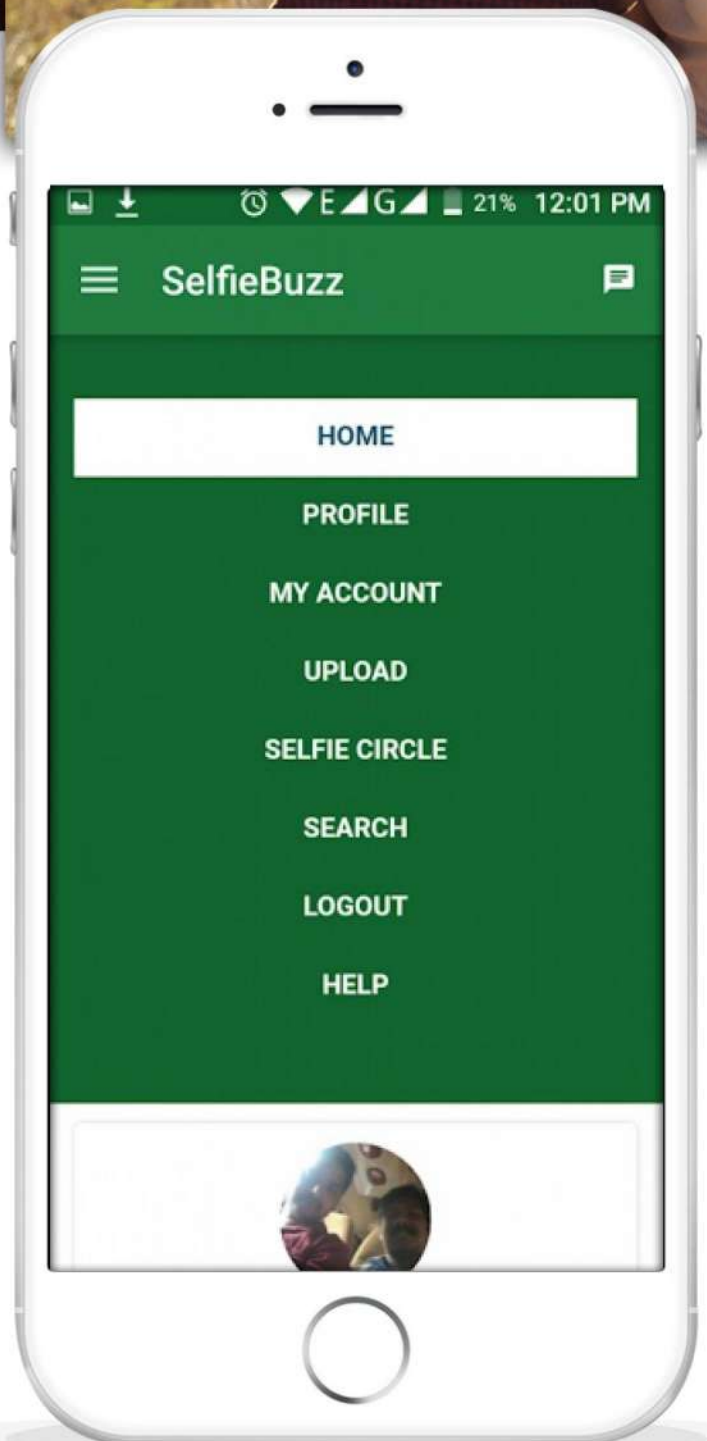 E G 21% 12:01 PM
SelfieBuzz
HOME
PROFILE
MY ACCOUNT
UPLOAD
SELFIE CIRCLE
SEARCH
LOGOUT
HELP